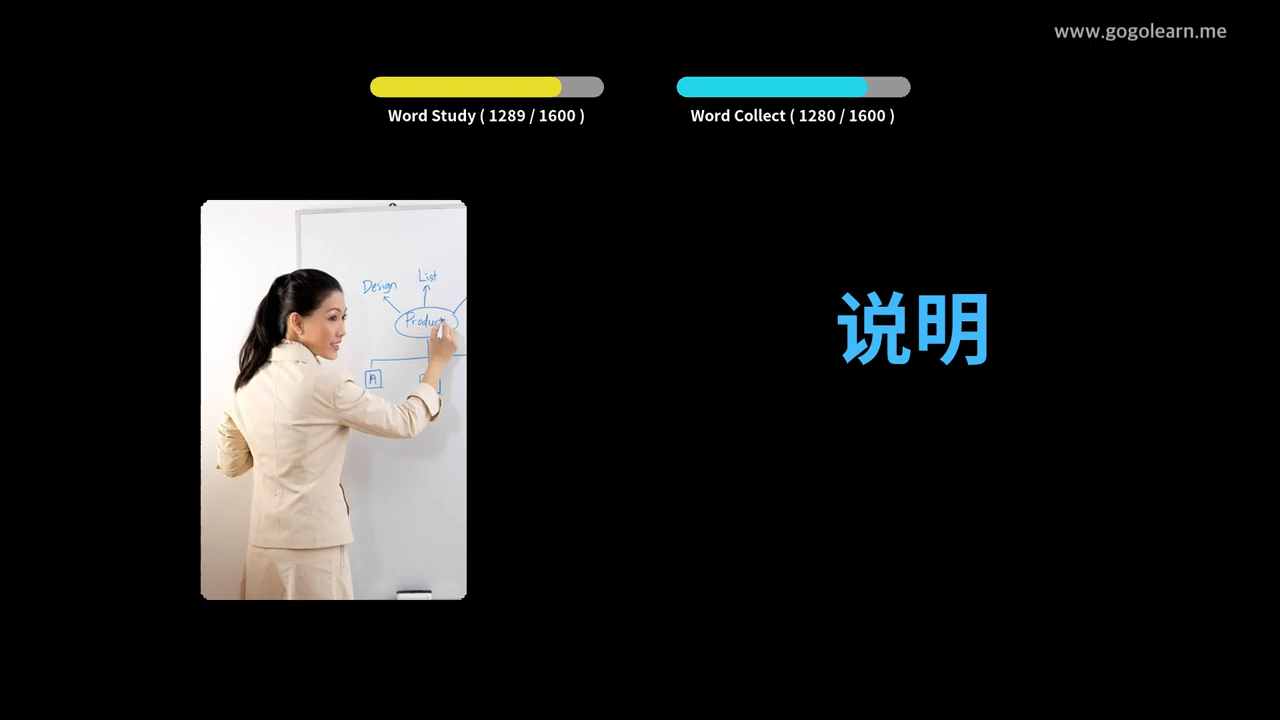 www.gogolearn.me
Word Study ( 1289 / 1600 )
Word Collect ( 1280 / 1600 )
List
Design
Product
A
说明